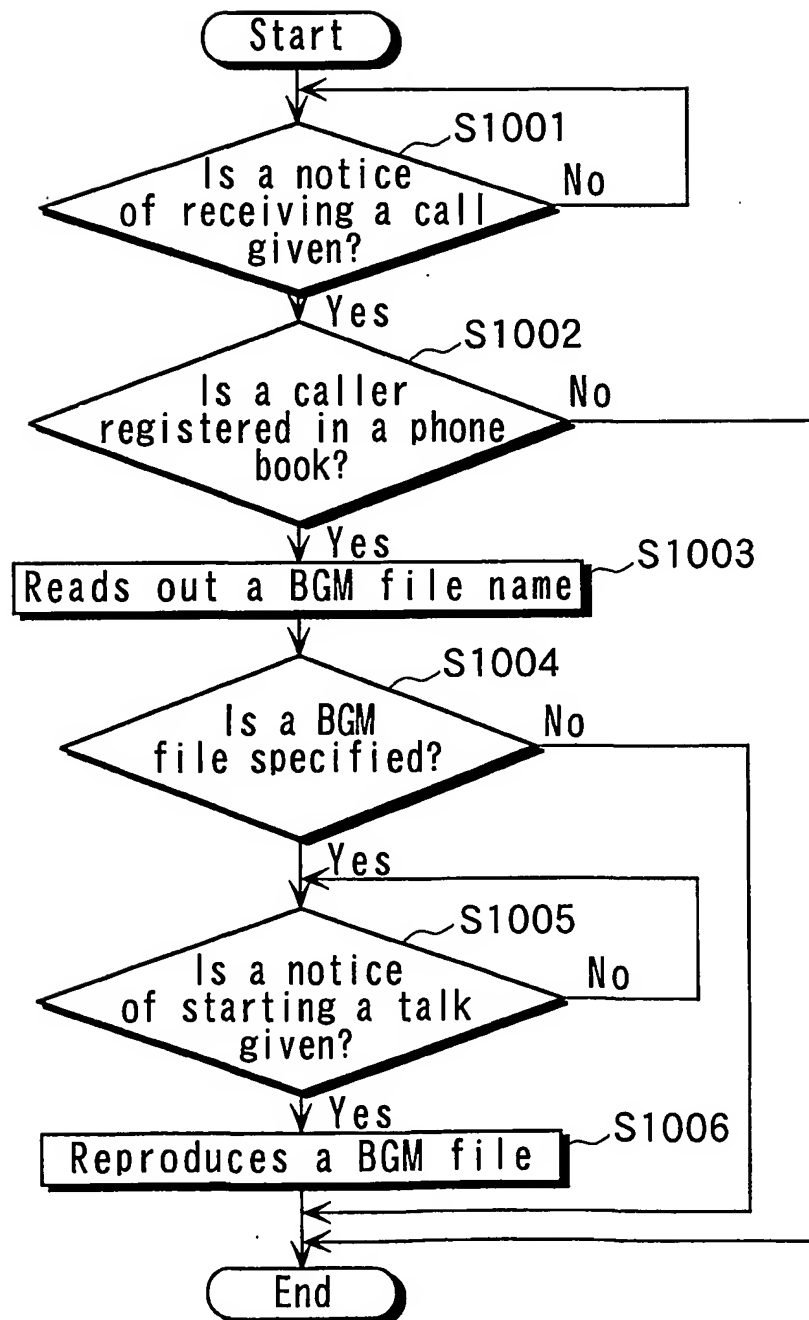 Start
S1001
Is a notice
of receiving a call
given?
No
Yes
S1002
Is a caller
registered in a phone
book?
No
Yes
S1003
Reads out a BGM file name
S1004
Is a BGM
file specified?
No
Yes
S1005
Is a notice
of starting a talk
given?
No
Yes
S1006
Reproduces a BGM file
End